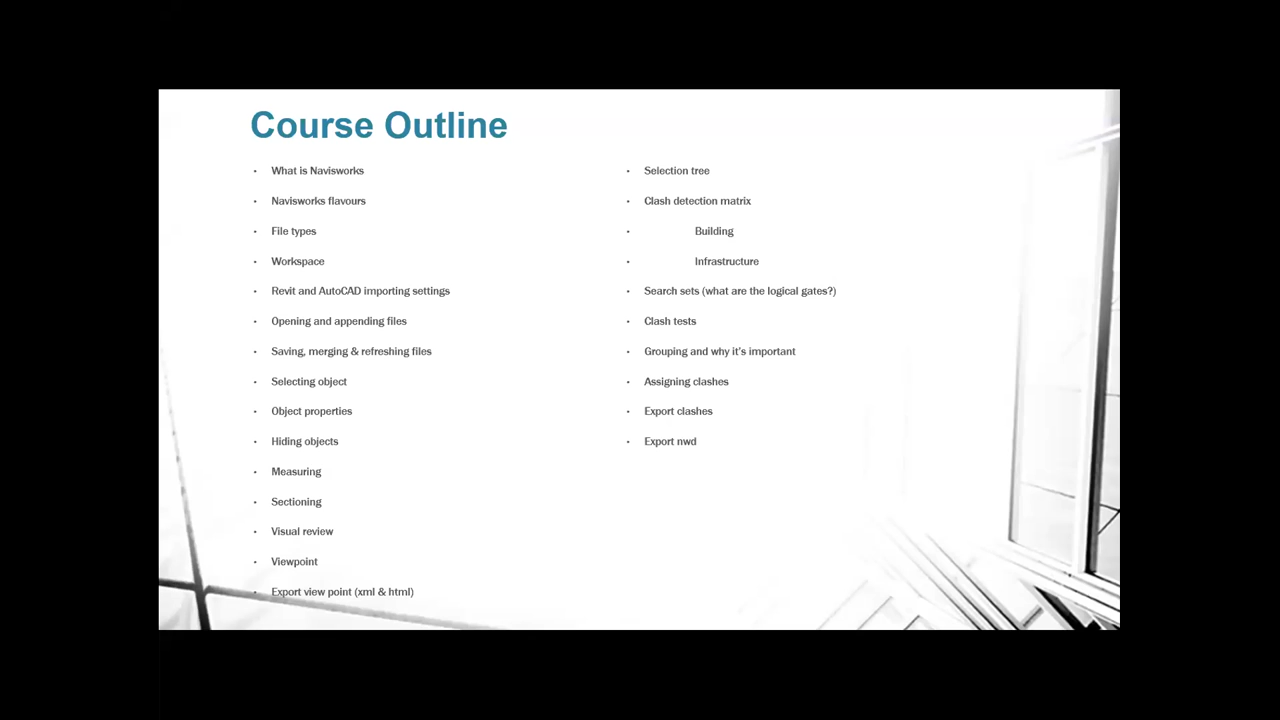 Course Outline
• What is Navisworks
• Navisworks flavours
• File types
• Workspace
• Revit and AutoCAD importing settings
• Opening and appending files
• Saving, merging & refreshing files
• Selecting object
• Object properties
• Hiding objects
• Measuring
• Sectioning
• Visual review
• Viewpoint
• Export view point (xml & html)
• Selection tree
• Clash detection matrix
• Building
• Infrastructure
• Search sets (what are the logical gates?)
• Clash tests
• Grouping and why it's important
• Assigning clashes
• Export clashes
• Export nwd